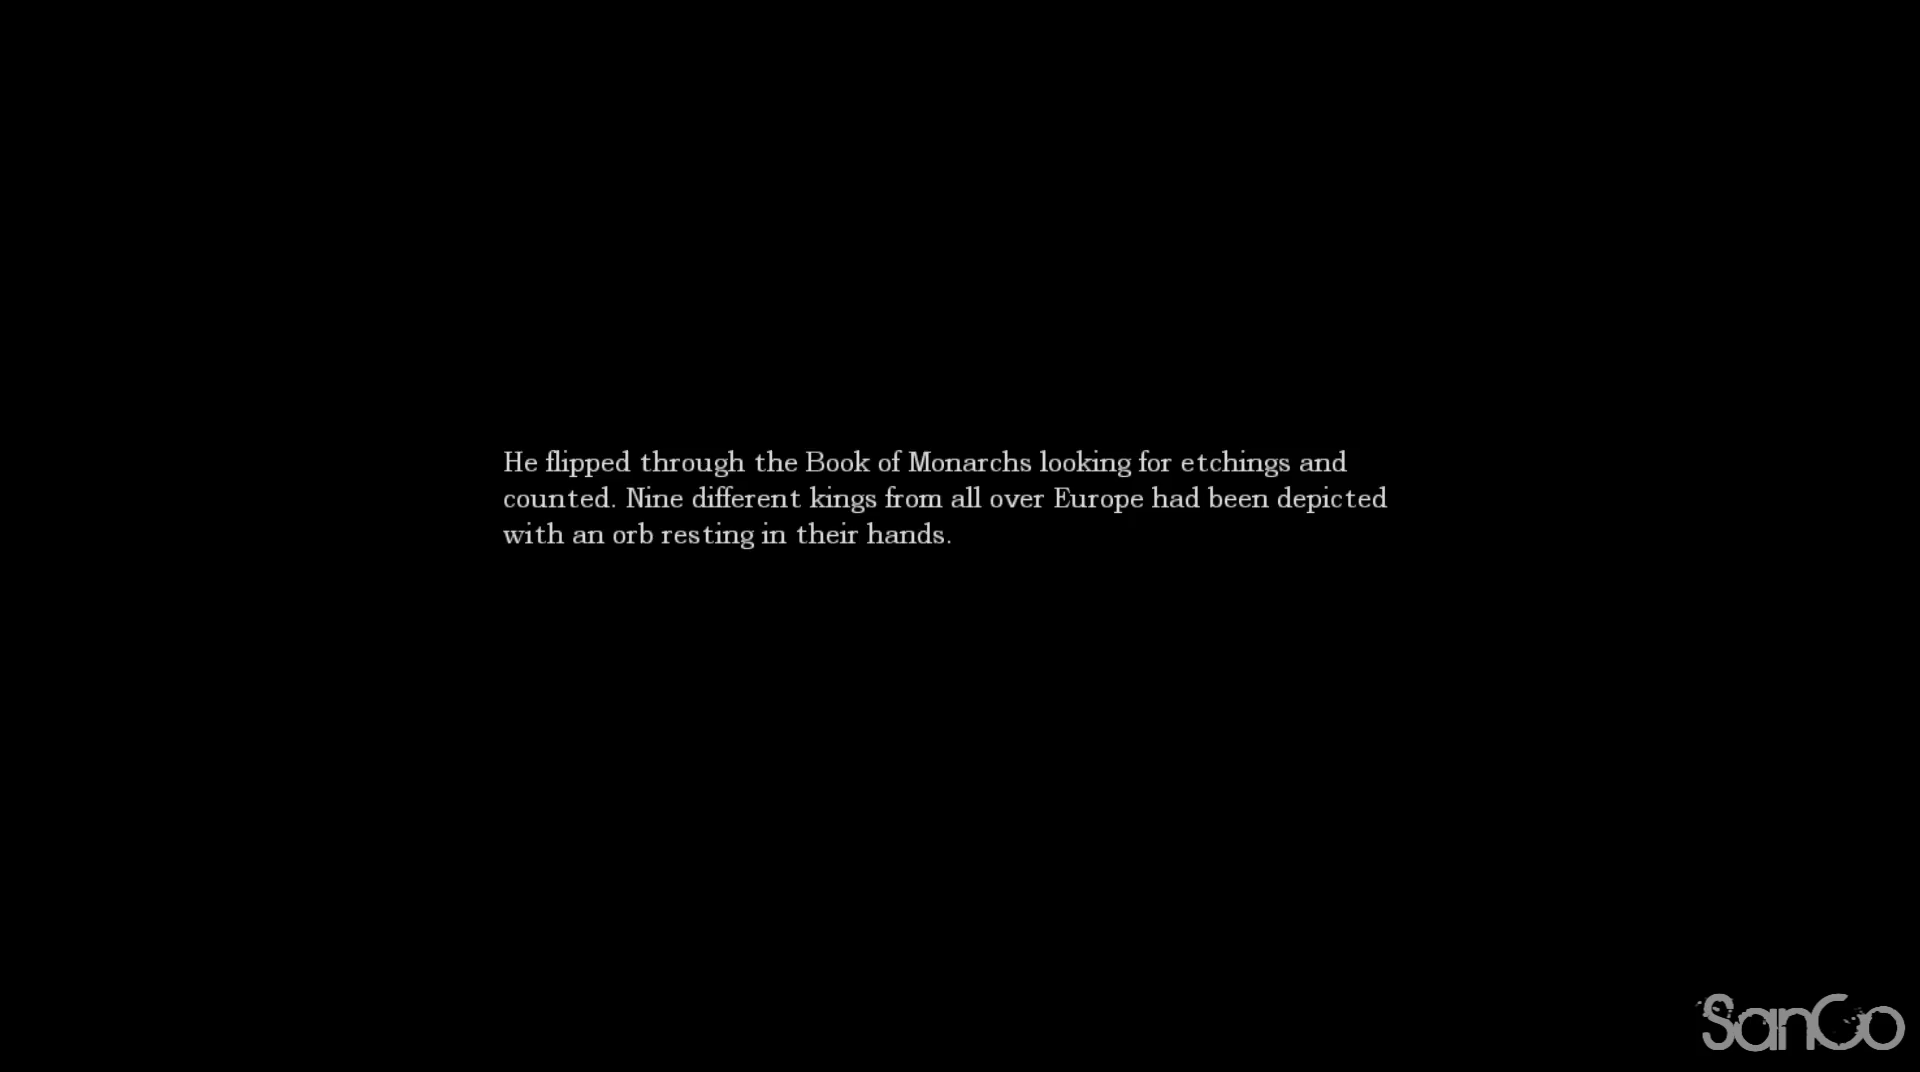 He flipped through the Book of Monarchs looking for etchings and
counted. Nine different kings from all over Europe had been depicted
with an orb resting in their hands.
SanGo